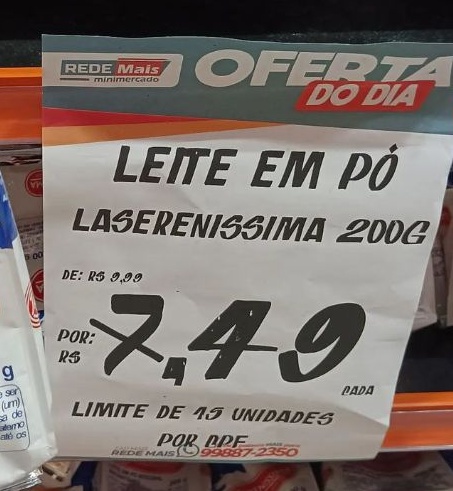 REDE Mais
minimercado
OFERTA
DO DIA
LEITE EM PÓ
LASERENISSIMA 200G
DE: R$ 9,99
POR:
R$
7,49
CADA
LIMITE DE 15 UNIDADES
POR CPF
REDE MAIS 99887-2350
g